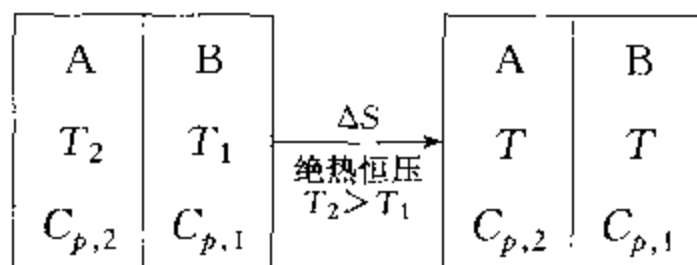 A B ΔS A B
T₂ T₁ 绝热恒压 T T
T₂>T₁
C_{p,2} C_{p,1} C_{p,2} C_{p,1}